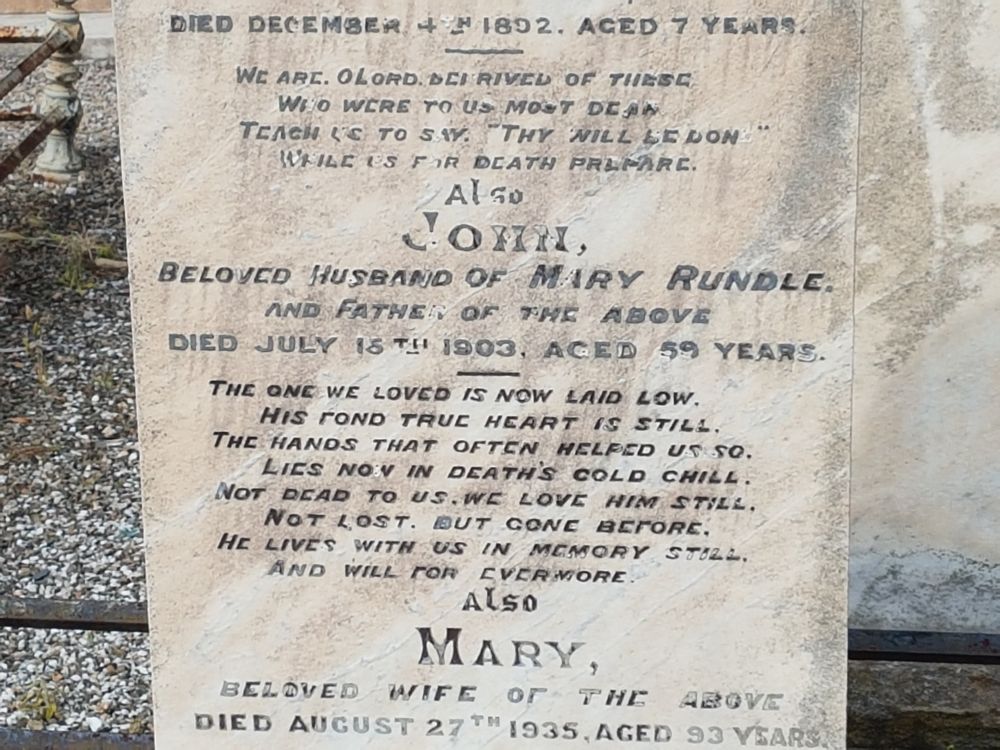 DIED DECEMBER 4TH 1892. AGED 7 YEARS.
WE ARE. O LORD. BEREIVED OF THESE
WHO WERE TO US MOST DEAR
TEACH US TO SAY. "THY WILL BE DONE"
WHILE US FOR DEATH PREPARE.
ALSO
JOHN,
BELOVED HUSBAND OF MARY RUNDLE.
AND FATHER OF THE ABOVE
DIED JULY 15TH 1903. AGED 59 YEARS.
THE ONE WE LOVED IS NOW LAID LOW.
HIS FOND TRUE HEART IS STILL.
THE HANDS THAT OFTEN HELPED US SO.
LIES NOW IN DEATH'S COLD CHILL.
NOT DEAD TO US. WE LOVE HIM STILL.
NOT LOST. BUT GONE BEFORE.
HE LIVES WITH US IN MEMORY STILL.
AND WILL FOR EVERMORE.
ALSO
MARY,
BELOVED WIFE OF THE ABOVE
DIED AUGUST 27TH 1935, AGED 93 YEARS.